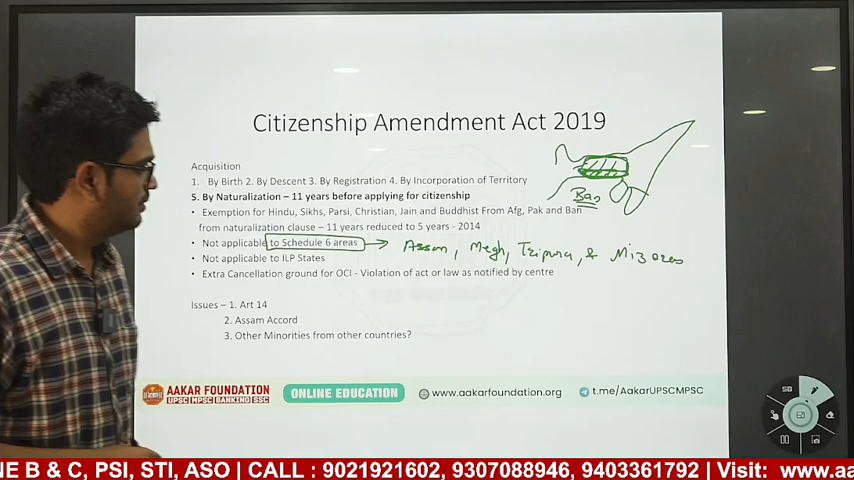 Citizenship Amendment Act 2019
Acquisition
1. By Birth 2. By Descent 3. By Registration 4. By Incorporation of Territory
5. By Naturalization – 11 years before applying for citizenship
• Exemption for Hindu, Sikhs, Parsi, Christian, Jain and Buddhist From Afg, Pak and Ban
from naturalization clause – 11 years reduced to 5 years - 2014
• Not applicable to Schedule 6 areas → Assam, Megh, Tripura, & Mizoram
• Not applicable to ILP States
• Extra Cancellation ground for OCI - Violation of act or law as notified by centre
Issues – 1. Art 14
2. Assam Accord
3. Other Minorities from other countries?
AAKAR FOUNDATION
UPSC MPSC BANKING SSC
ONLINE EDUCATION
www.aakarfoundation.org
t.me/AakarUPSCMPSC
NE B & C, PSI, STI, ASO | CALL : 9021921602, 9307088946, 9403361792 | Visit: www.aa